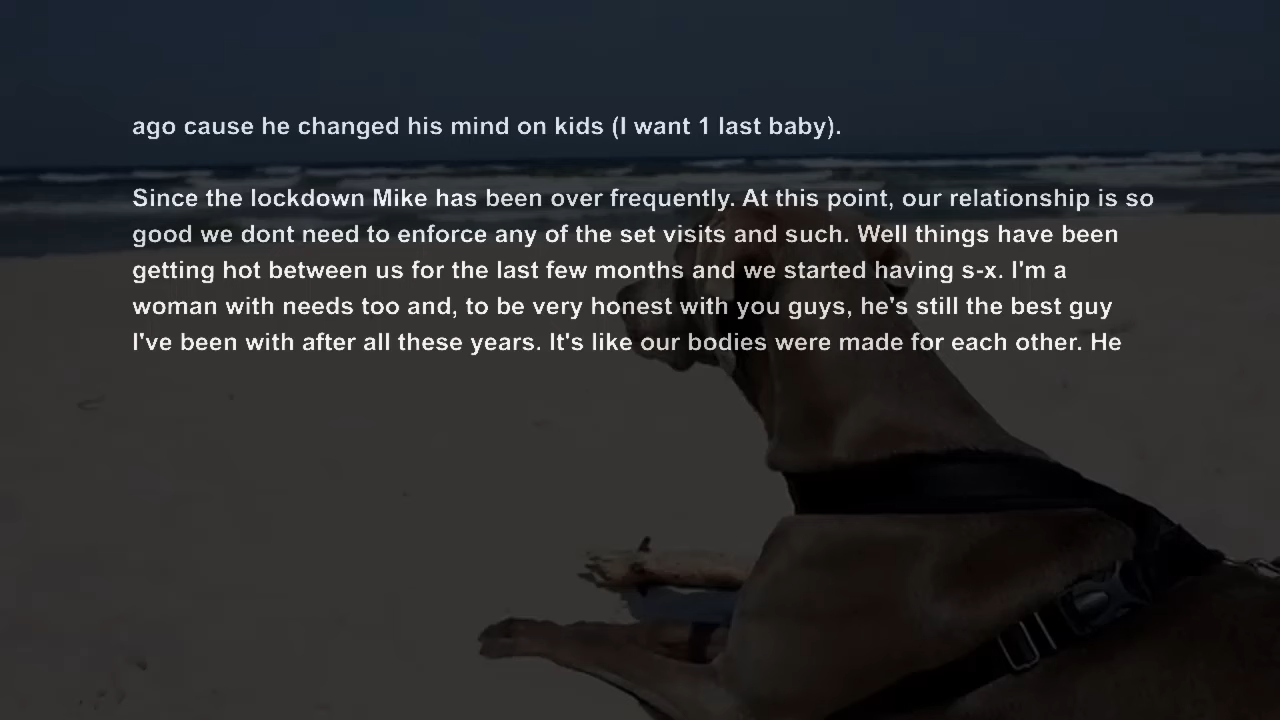 ago cause he changed his mind on kids (I want 1 last baby).
Since the lockdown Mike has been over frequently. At this point, our relationship is so
good we dont need to enforce any of the set visits and such. Well things have been
getting hot between us for the last few months and we started having s-x. I'm a
woman with needs too and, to be very honest with you guys, he's still the best guy
I've been with after all these years. It's like our bodies were made for each other. He